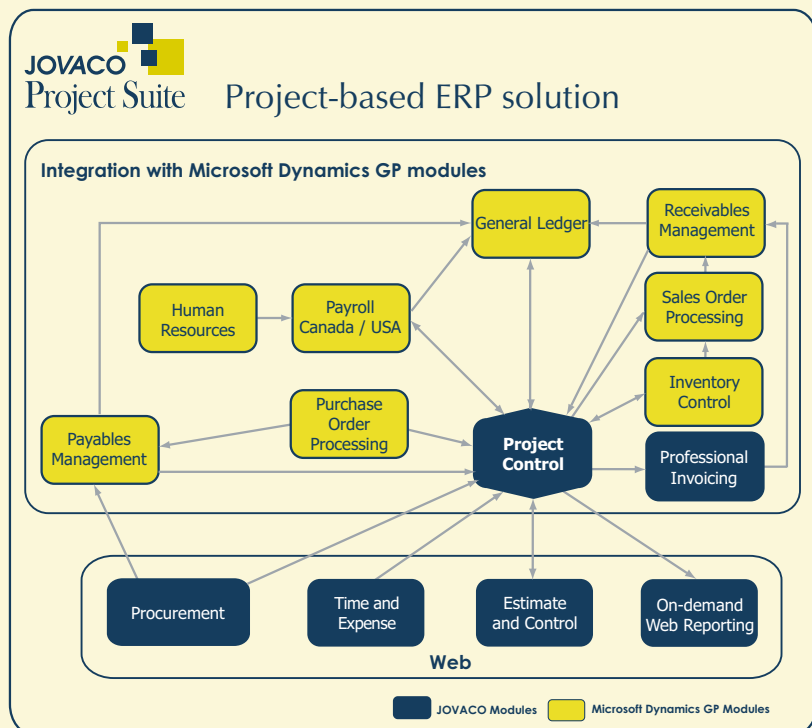 JOVACO
Project Suite
Project-based ERP solution
Integration with Microsoft Dynamics GP modules
General Ledger
Receivables
Management
Human
Resources
Payroll
Canada / USA
Sales Order
Processing
Inventory
Control
Purchase
Order
Processing
Payables
Management
Project
Control
Professional
Invoicing
Procurement
Time and
Expense
Estimate
and Control
On-demand
Web Reporting
Web
JOVACO Modules
Microsoft Dynamics GP Modules